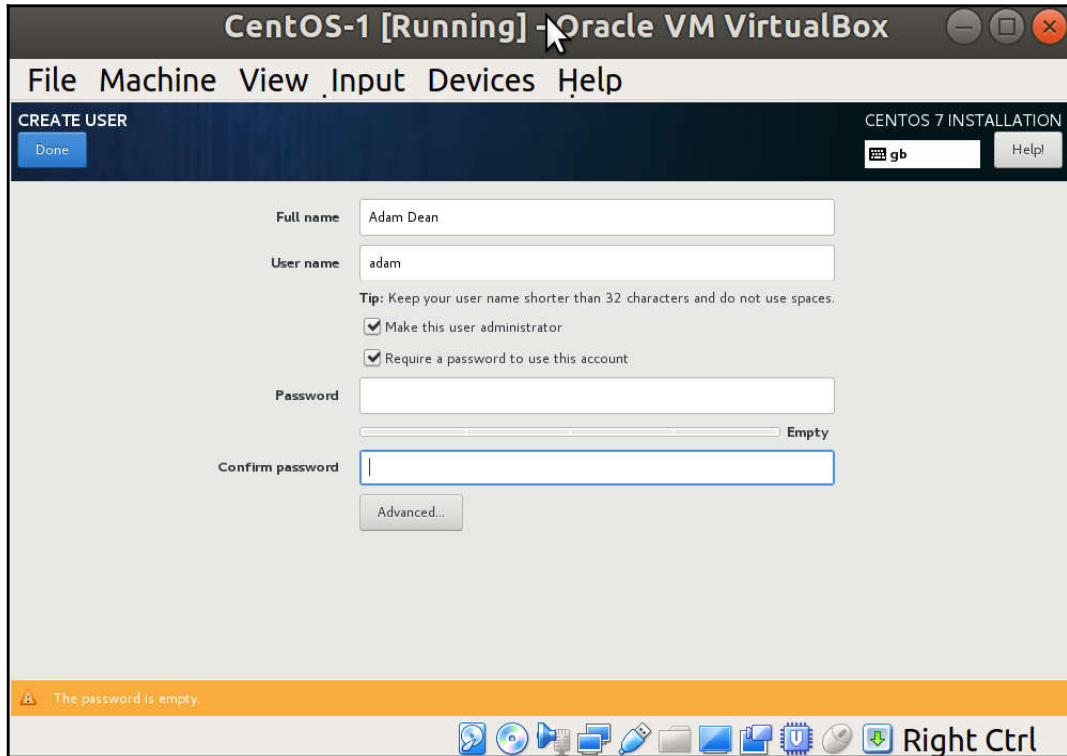 CentOS-1 [Running] - Oracle VM VirtualBox
File Machine View Input Devices Help
CREATE USER
CENTOS 7 INSTALLATION
Done
gb
Help!
Full name
Adam Dean
User name
adam
Tip: Keep your user name shorter than 32 characters and do not use spaces.
Make this user administrator
Require a password to use this account
Password
Empty
Confirm password
Advanced...
The password is empty.
Right Ctrl